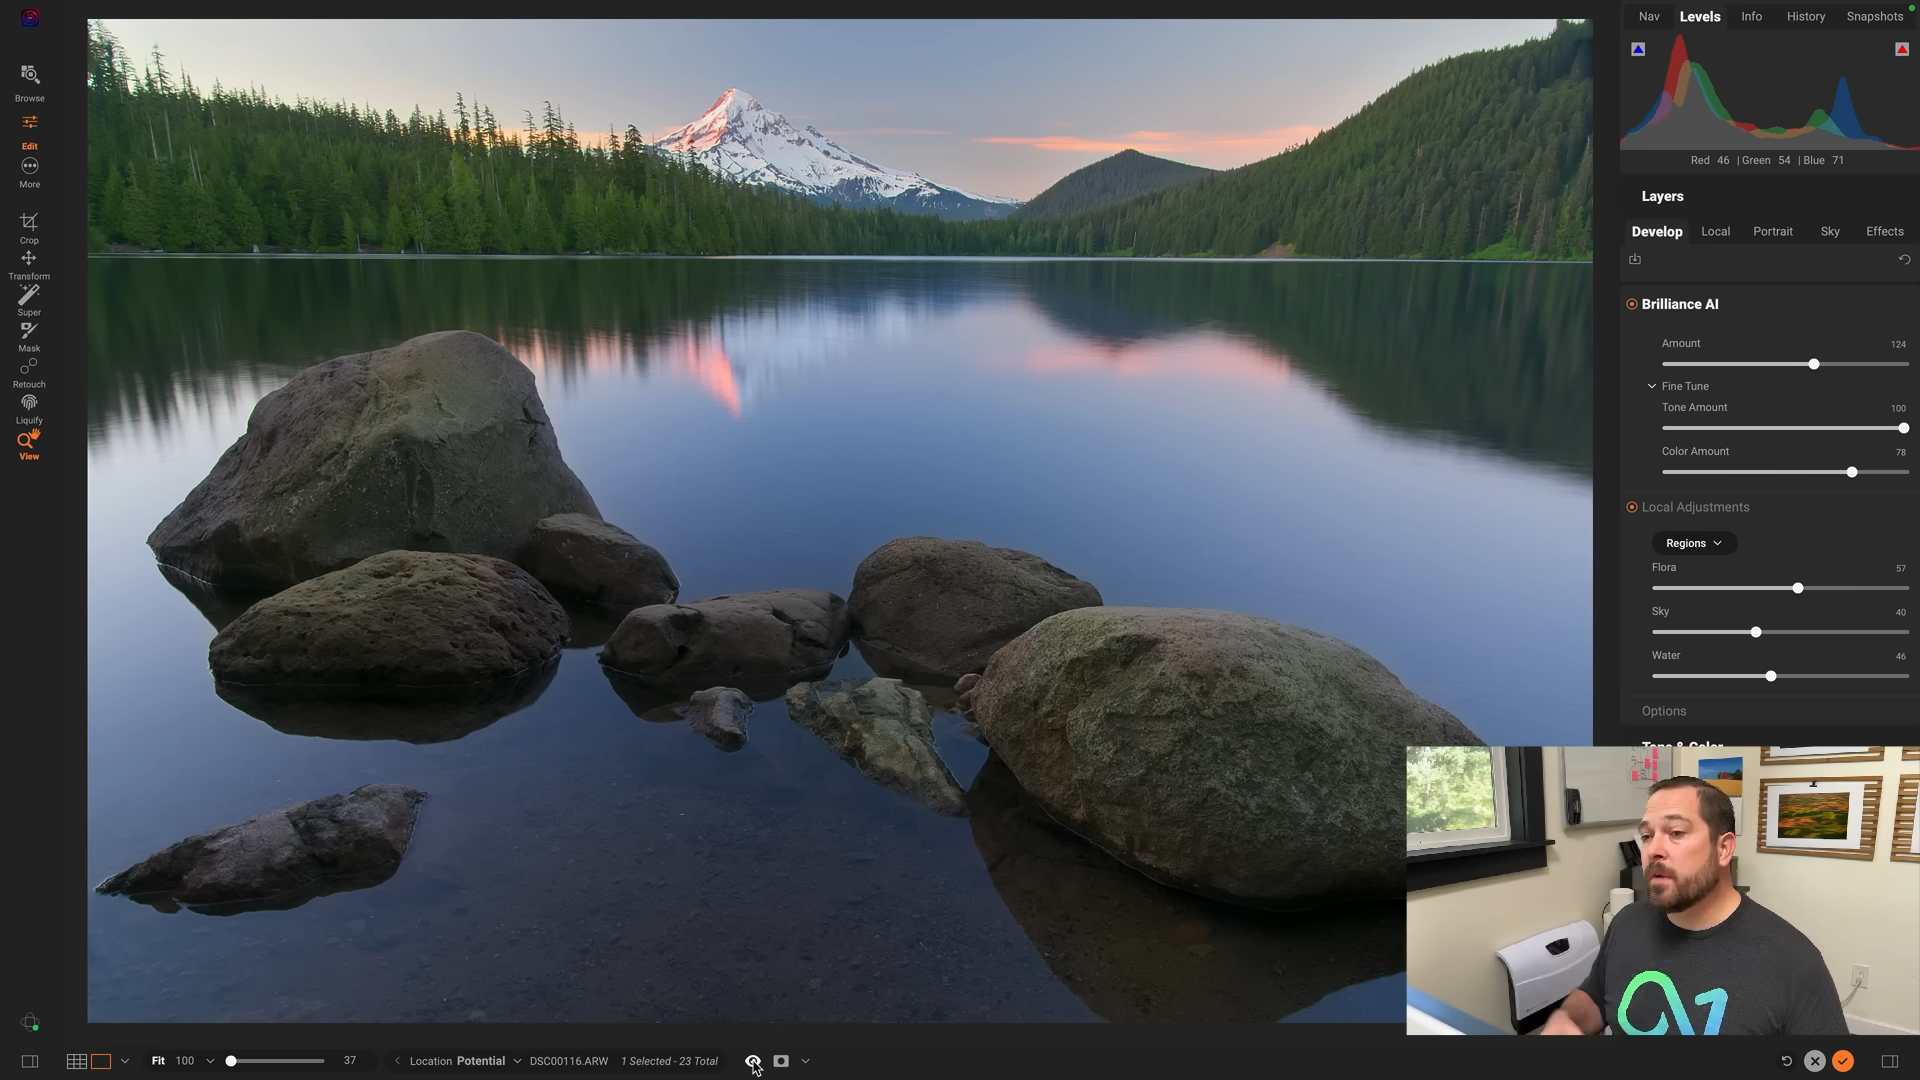 Nav Levels Info History Snapshots
Red 46 | Green 54 | Blue 71
Layers
Develop Local Portrait Sky Effects
Brilliance AI
Amount 124
Fine Tune
Tone Amount 100
Color Amount 78
Local Adjustments
Regions
Flora 57
Sky 40
Water 46
Options
Tone & Color
Browse
Edit
More
Crop
Transform
Super
Mask
Retouch
Liquify
View
Fit 100 37 Location Potential DSC00116.ARW 1 Selected - 23 Total